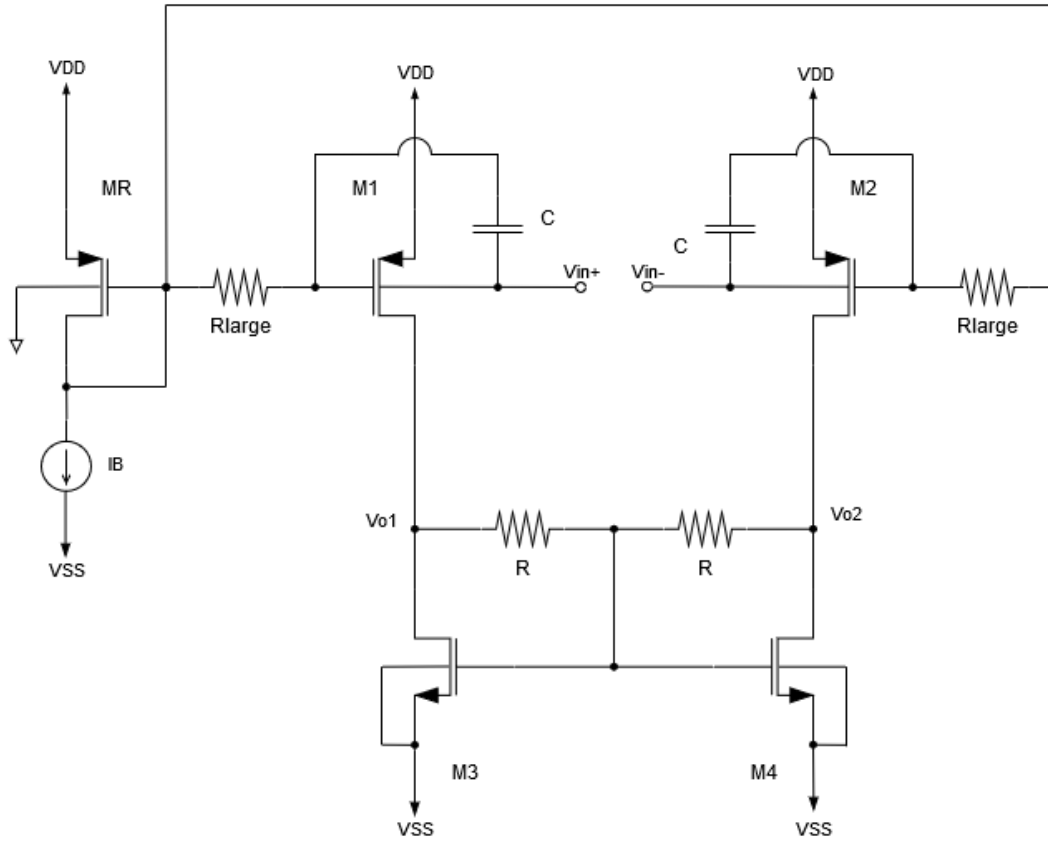 VDD
VDD
VDD
MR
M1
M2
C
C
Vin+
Vin-
Rlarge
Rlarge
IB
Vo1
Vo2
VSS
R
R
M3
M4
VSS
VSS